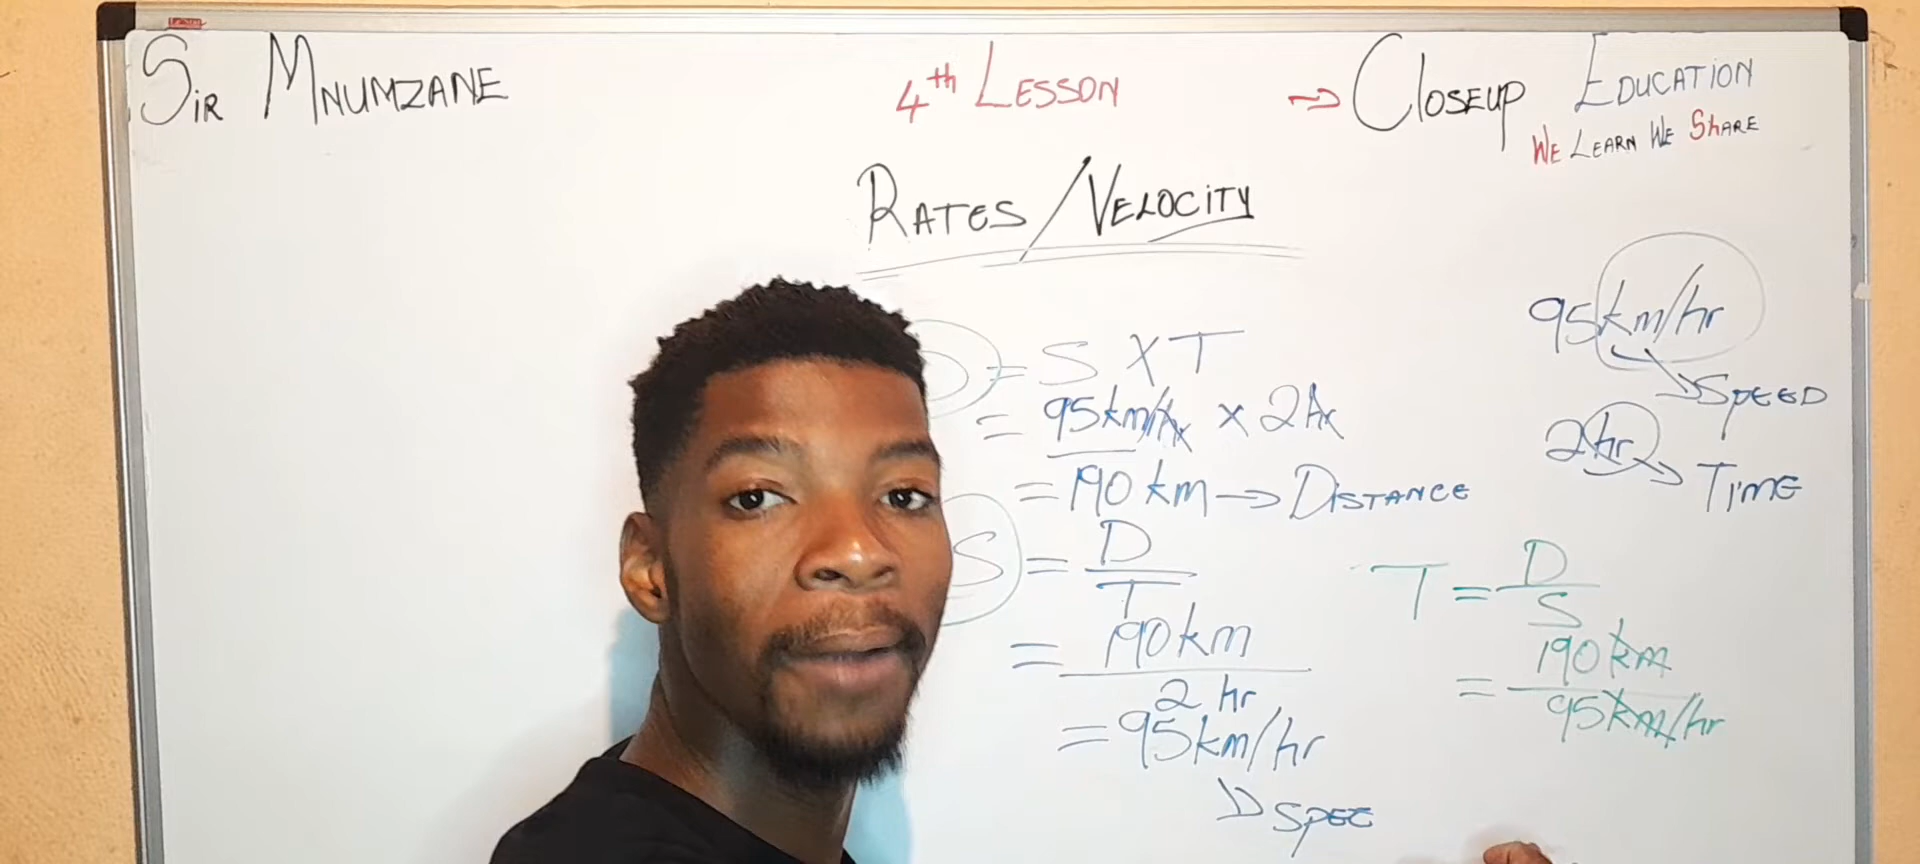 Sir MNUMZANE
4th LESSON
→ CLOSEUP EDUCATION
WE LEARN WE ShARE
RATES/VELOCITY
D = S X T
= 95km/hr x 2hr
= 190 km → DISTANCE
S = D/T
= 190km/2 hr
= 95km/hr
SPEE
95km/hr
→ SPEED
2hr → TIME
T = D/S
= 190km/95km/hr